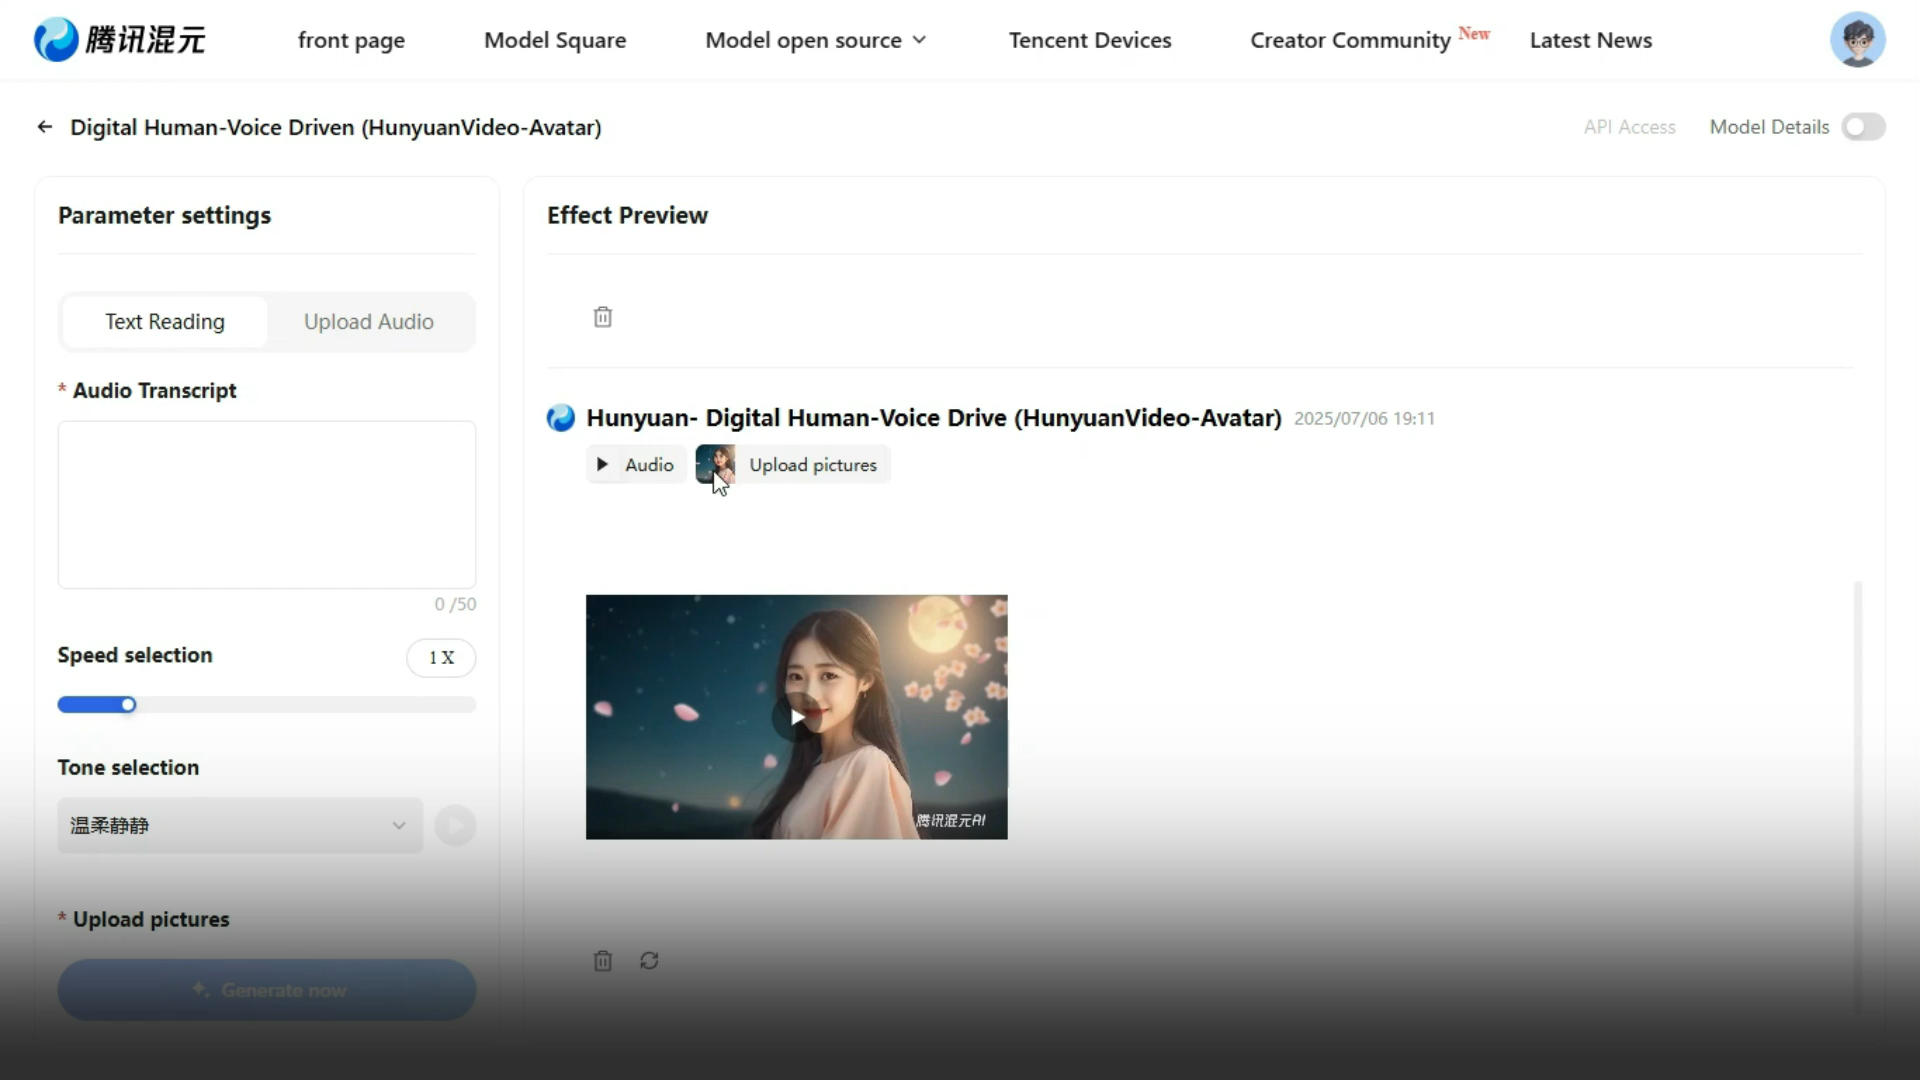 腾讯混元
front page
Model Square
Model open source
Tencent Devices
Creator Community New
Latest News
Digital Human-Voice Driven (HunyuanVideo-Avatar)
API Access
Model Details
Parameter settings
Text Reading
Upload Audio
* Audio Transcript
0 /50
Speed selection
1 X
Tone selection
温柔静静
* Upload pictures
Generate now
Effect Preview
Hunyuan- Digital Human-Voice Drive (HunyuanVideo-Avatar) 2025/07/06 19:11
Audio
Upload pictures
腾讯混元AI